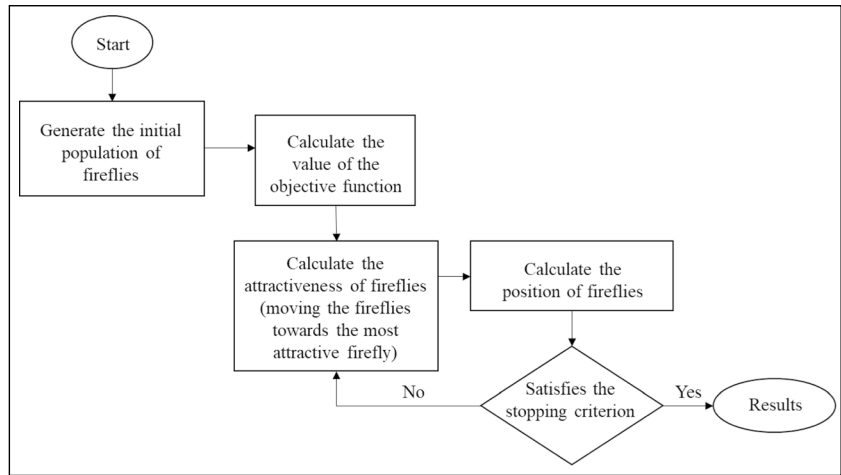 Start
Generate the initial
population of
fireflies
Calculate the
value of the
objective function
Calculate the
attractiveness of fireflies
(moving the fireflies
towards the most
attractive firefly)
Calculate the
position of fireflies
Satisfies the
stopping criterion
No
Yes
Results